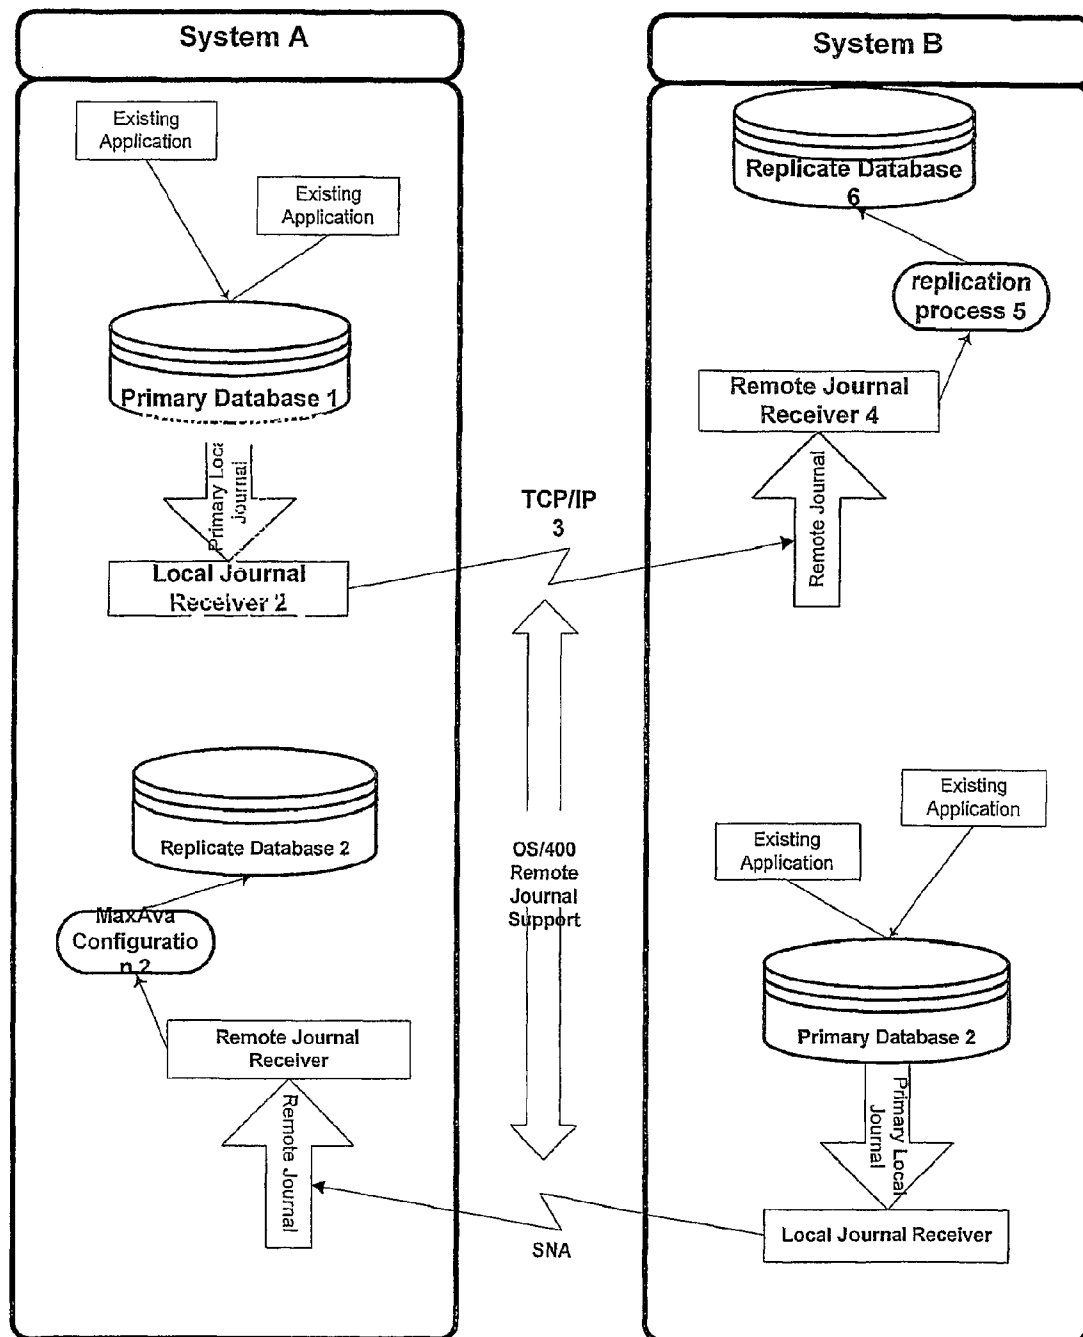 System A
System B
Existing
Application
Existing
Application
Primary Database 1
Primary Local
Journal
Local Journal
Receiver 2
TCP/IP
3
Replicate Database
6
replication
process 5
Remote Journal
Receiver 4
Remote Journal
OS/400
Remote
Journal
Support
Replicate Database 2
MaxAva
Configuratio
n 2
Remote Journal
Receiver
Remote Journal
SNA
Existing
Application
Existing
Application
Primary Database 2
Primary Local
Journal
Local Journal Receiver